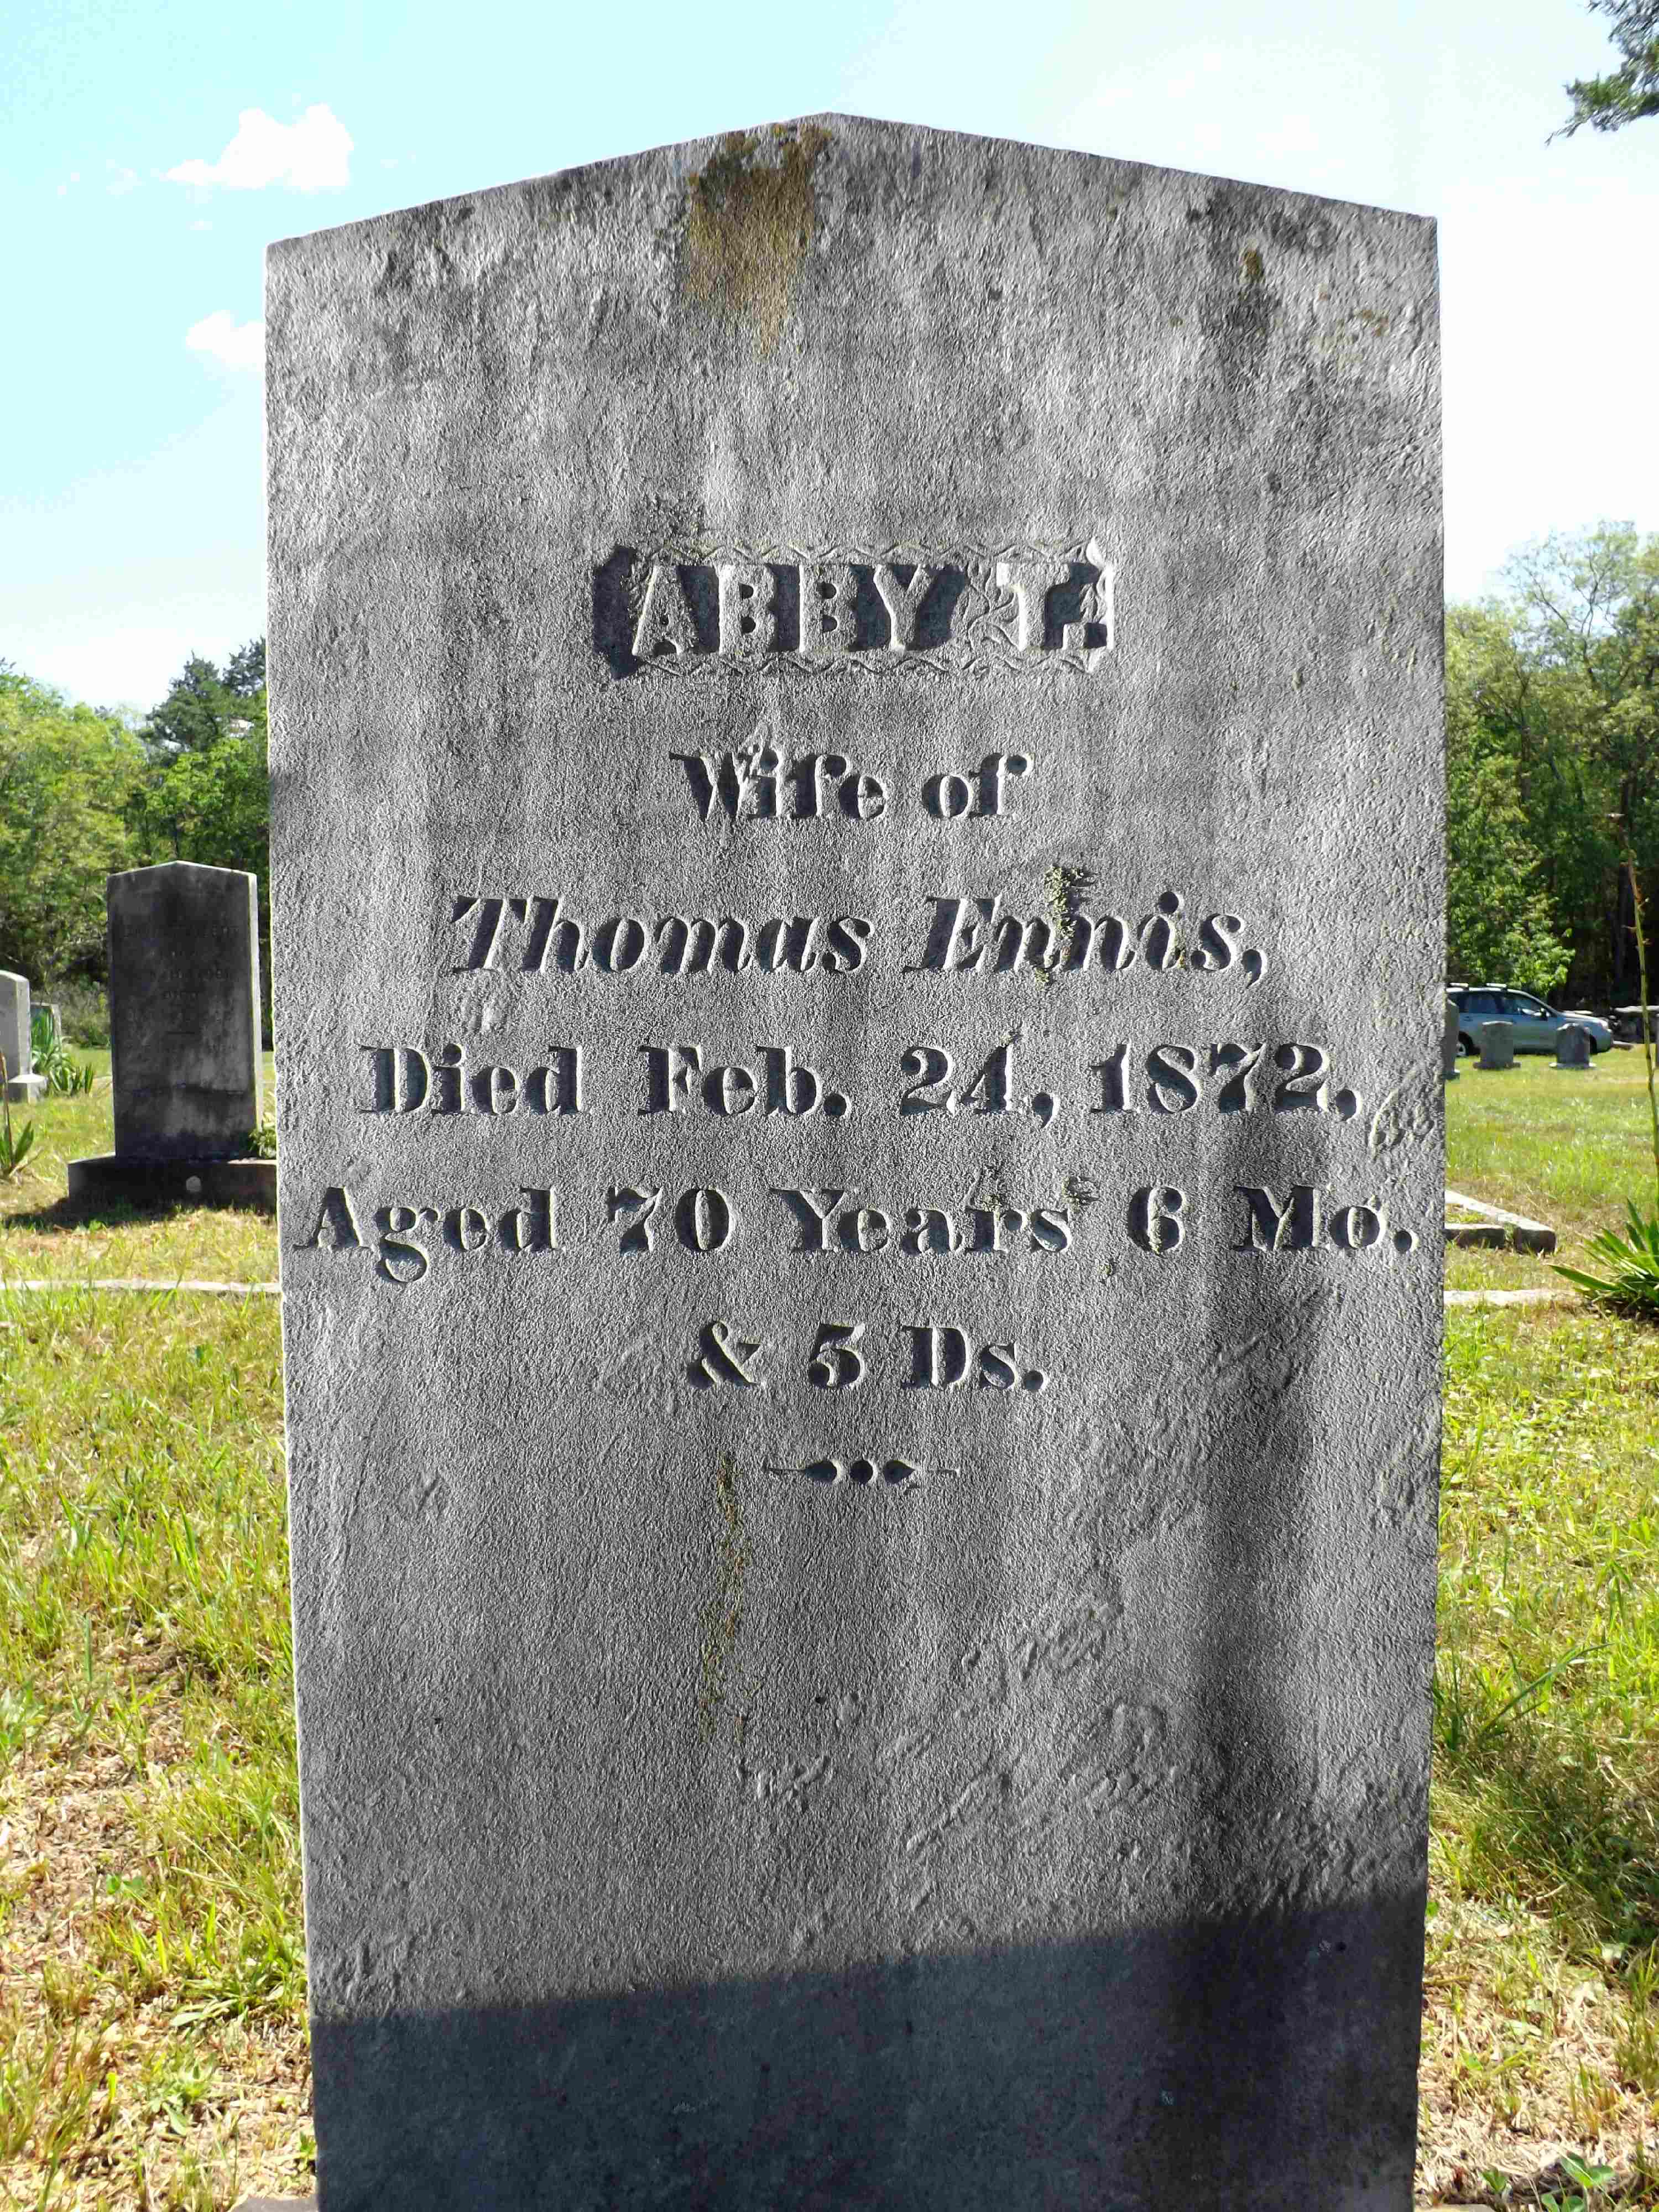 ABBY T.
Wife of
Thomas Ennis,
Died Feb. 24, 1872,
Aged 70 Years 6 Mo.
& 5 Ds.